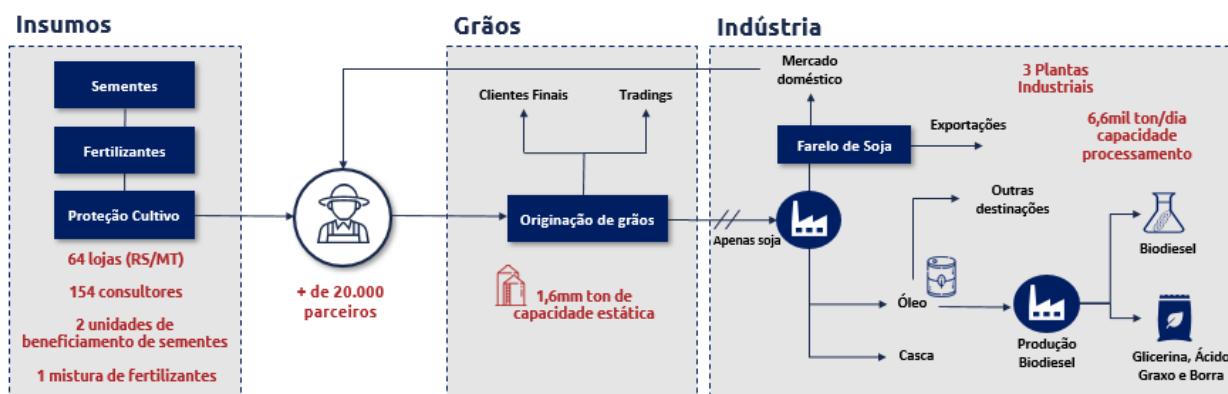 Insumos
Sementes
Fertilizantes
Proteção Cultivo
64 lojas (RS/MT)
154 consultores
2 unidades de
beneficiamento de sementes
1 mistura de fertilizantes
+ de 20.000
parceiros
Grãos
Clientes Finais
Tradings
Originação de grãos
1,6mm ton de
capacidade estática
Indústria
Mercado
doméstico
3 Plantas
Industriais
Farelo de Soja
Exportações
6,6mil ton/dia
capacidade
processamento
Apenas soja
Outras
destinações
Óleo
Casca
Produção
Biodiesel
Biodiesel
Glicerina, Ácido
Graxo e Borra